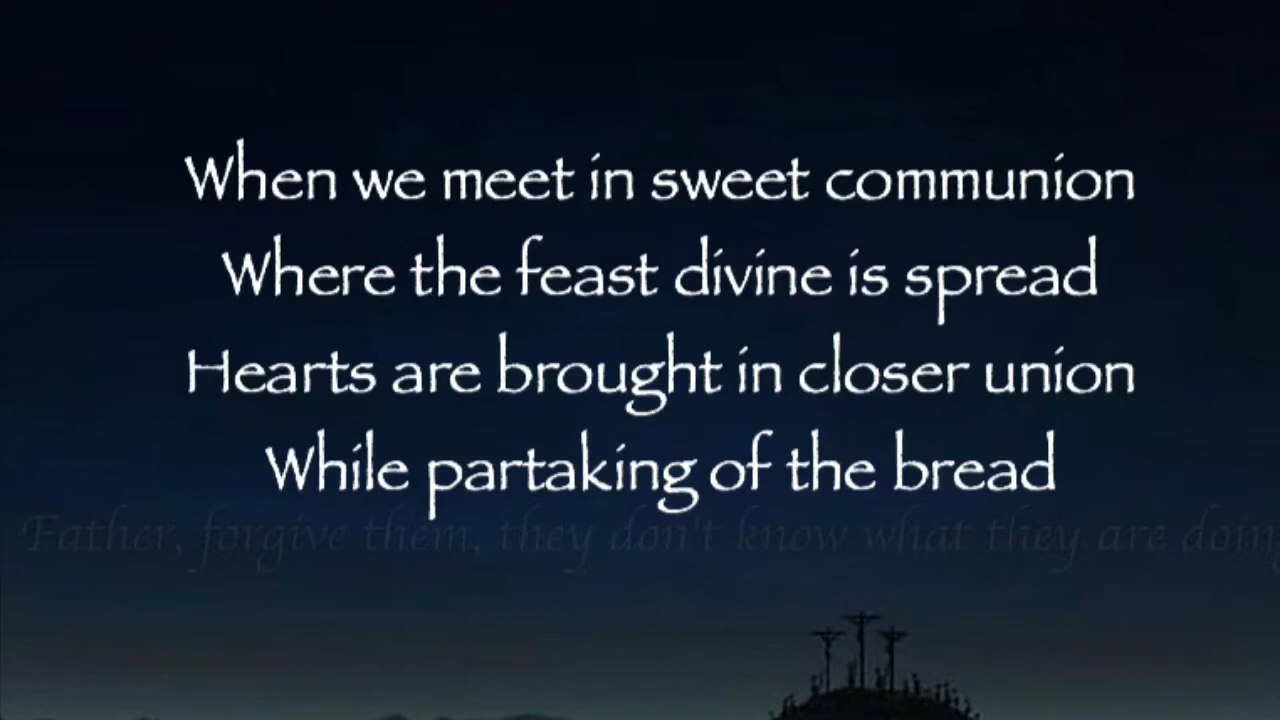 When we meet in sweet communion
Where the feast divine is spread
Hearts are brought in closer union
While partaking of the bread
Father, forgive them, they don't know what they are doin